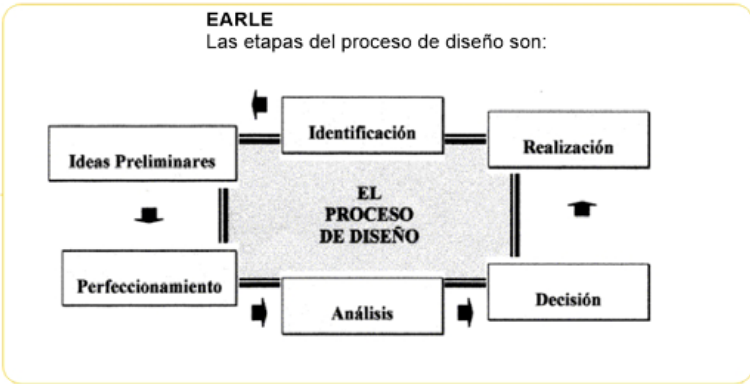 EARLE
Las etapas del proceso de diseño son:
Identificación
Ideas Preliminares
Realización
EL
PROCESO
DE DISEÑO
Perfeccionamiento
Análisis
Decisión